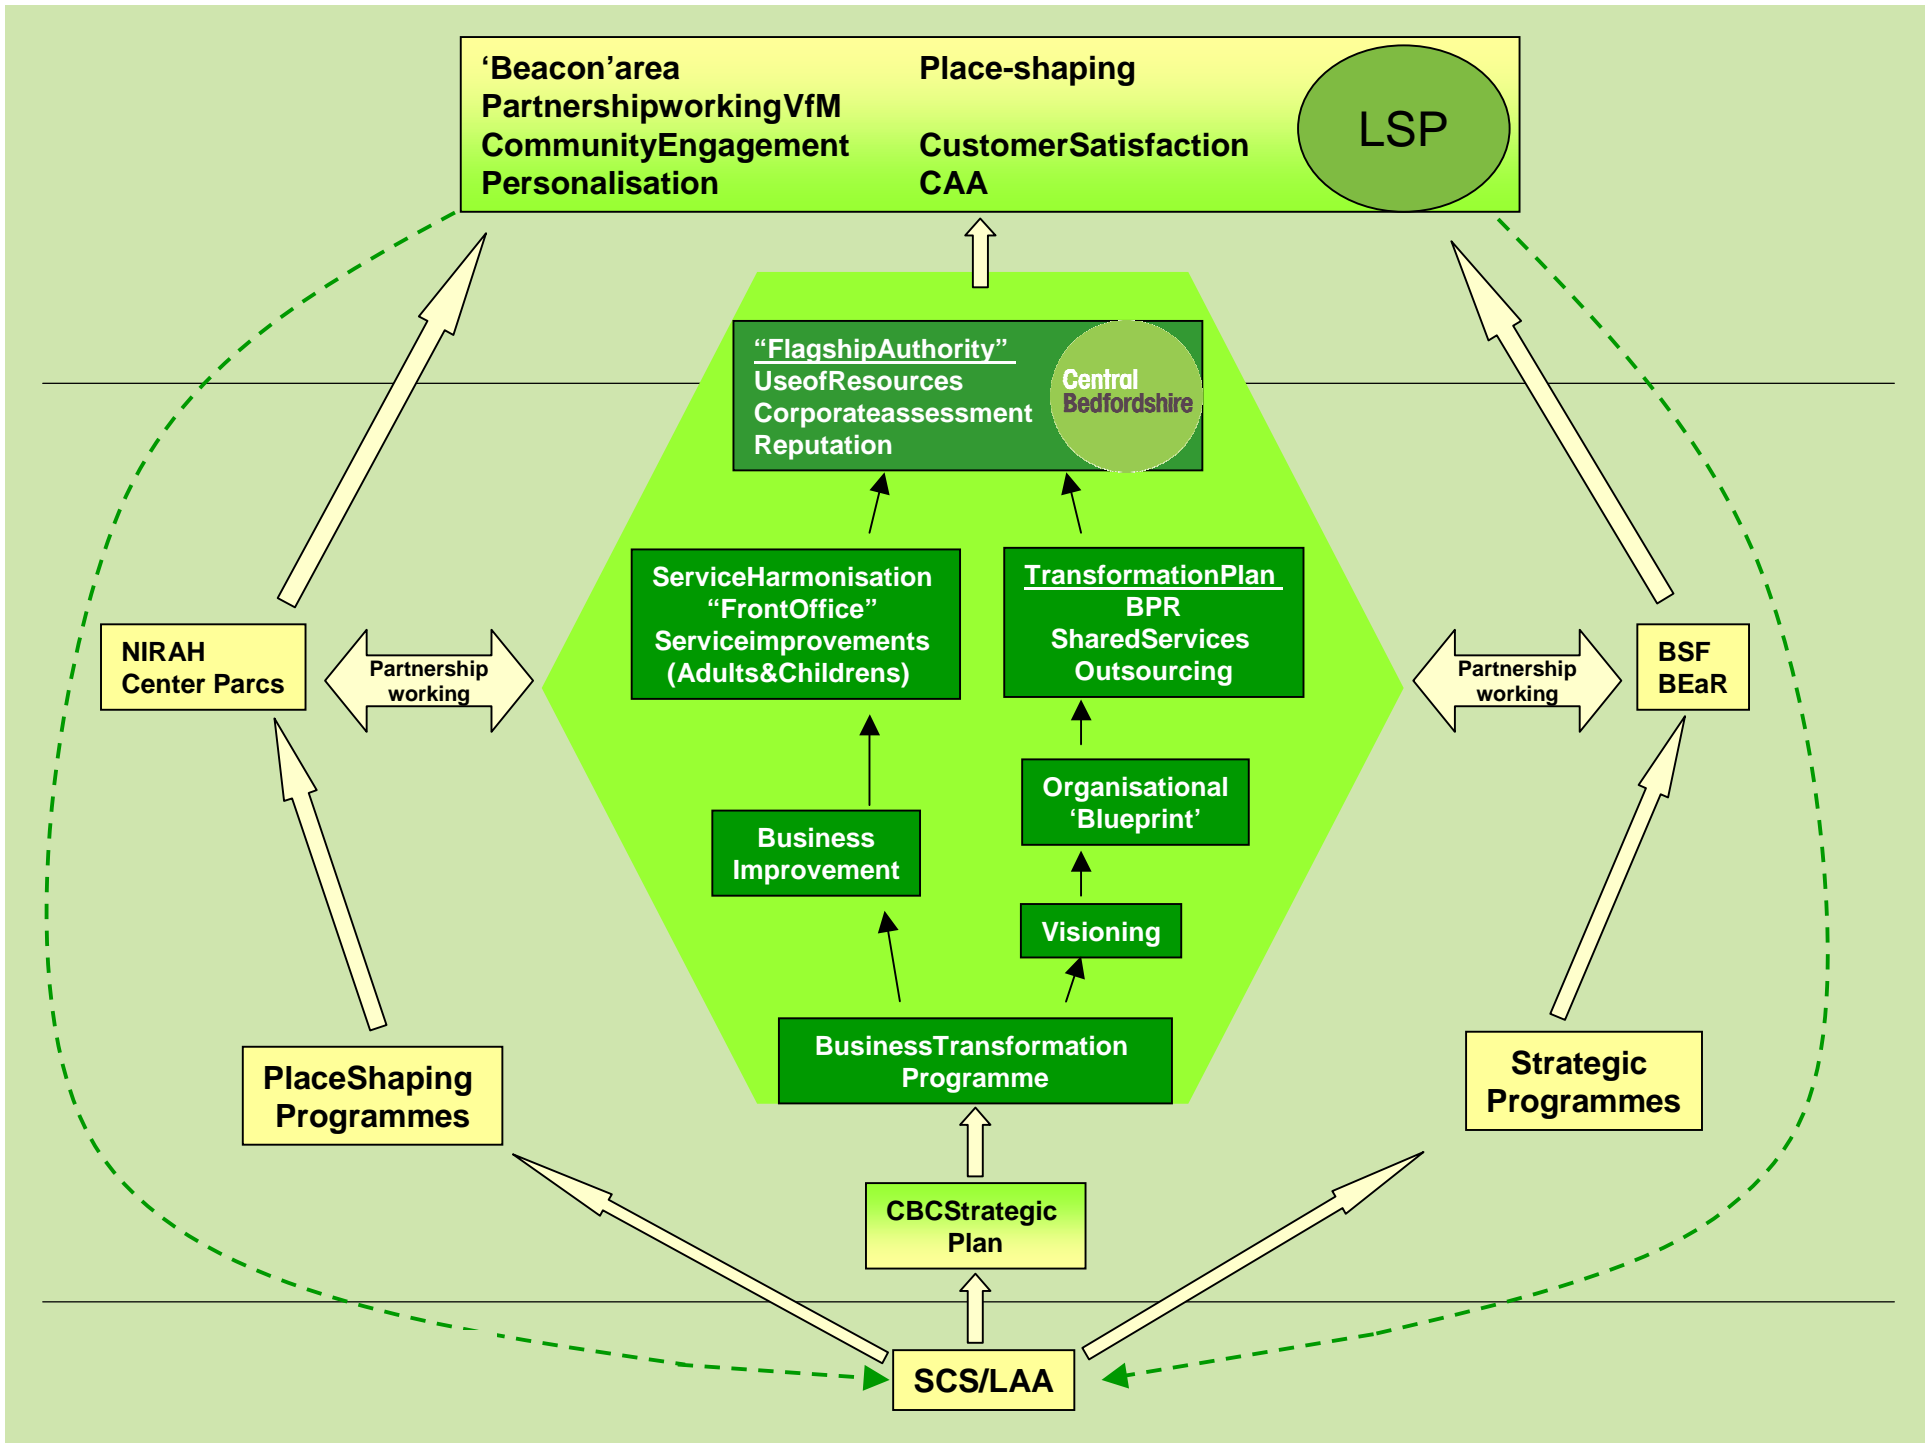 ‘Beacon’area
PartnershipworkingVfM
CommunityEngagement
Personalisation
Place-shaping
CustomerSatisfaction
CAA
LSP
“FlagshipAuthority”
UseofResources
Corporateassessment
Reputation
Central
Bedfordshire
ServiceHarmonisation
“FrontOffice”
Serviceimprovements
(Adults&Childrens)
TransformationPlan
BPR
SharedServices
Outsourcing
NIRAH
Center Parcs
Partnership
working
Partnership
working
BSF
BEaR
Organisational
‘Blueprint’
Business
Improvement
Visioning
BusinessTransformation
Programme
PlaceShaping
Programmes
Strategic
Programmes
CBCStrategic
Plan
SCS/LAA